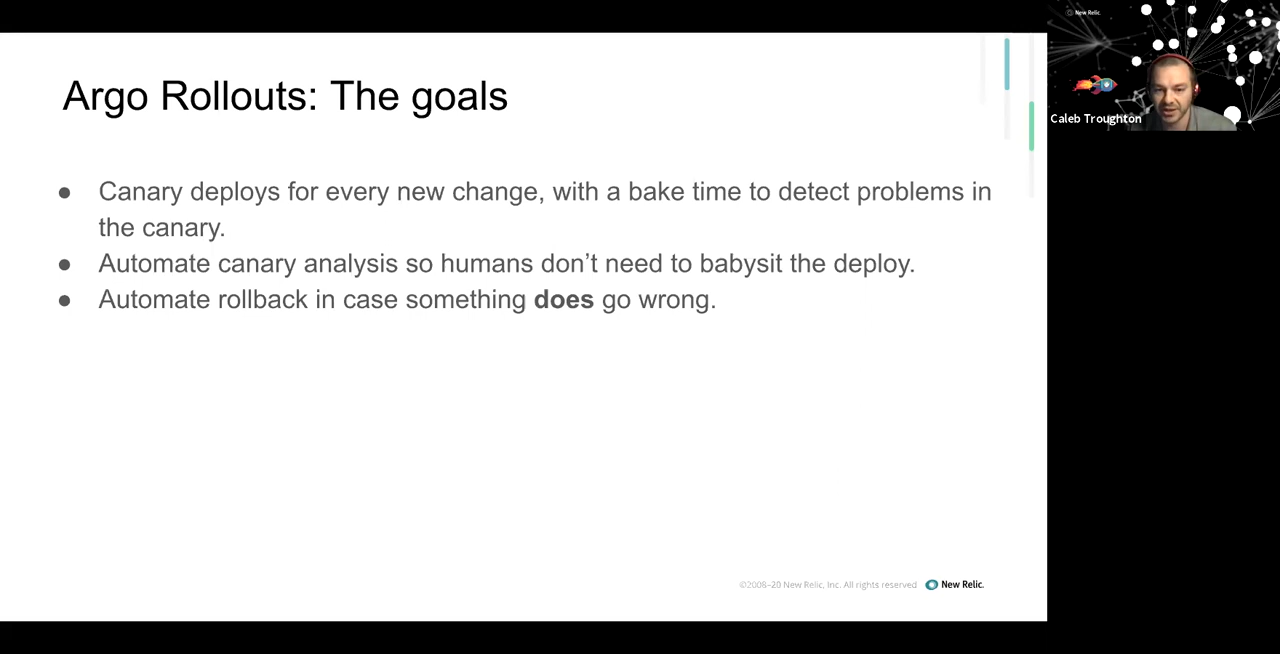 Argo Rollouts: The goals
● Canary deploys for every new change, with a bake time to detect problems in
the canary.
● Automate canary analysis so humans don’t need to babysit the deploy.
● Automate rollback in case something does go wrong.
©2008–20 New Relic, Inc. All rights reserved New Relic.
New Relic.
Caleb Troughton